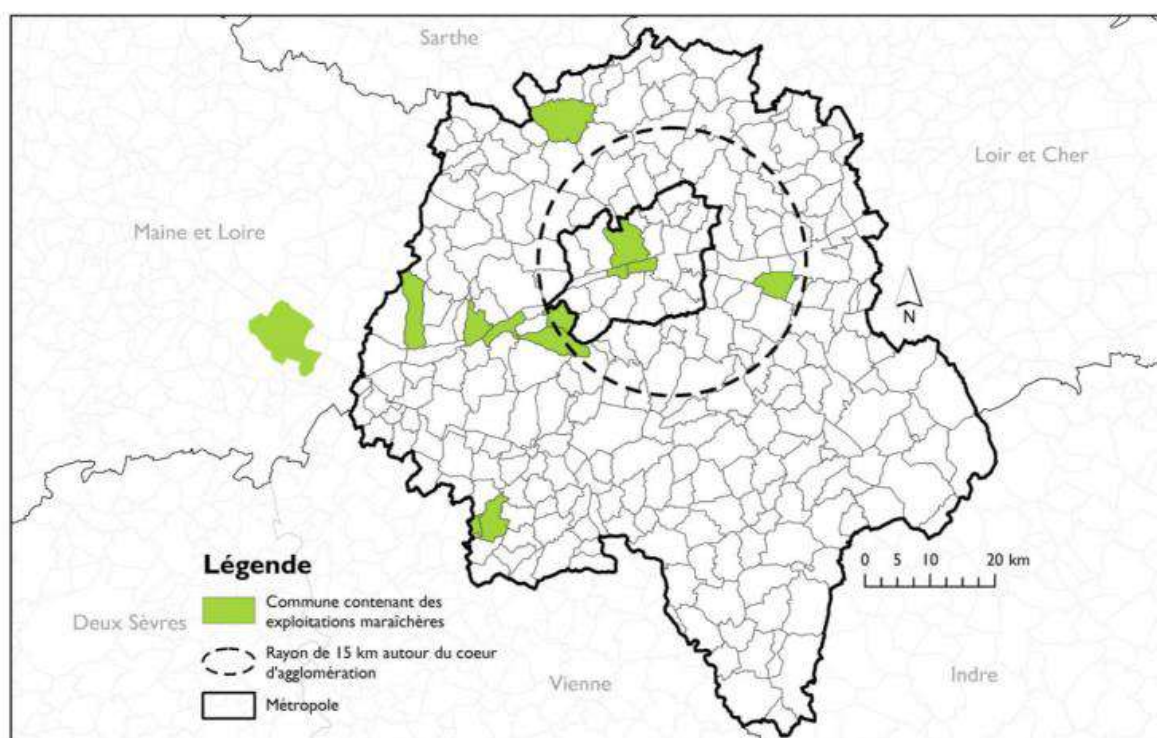 Sarthe
Loir et Cher
Maine et Loire
N
0 5 10 20 km
Légende
Commune contenant des
exploitations maraîchères
Deux Sèvres
Rayon de 15 km autour du coeur
d'agglomération
Vienne
Indre
Métropole